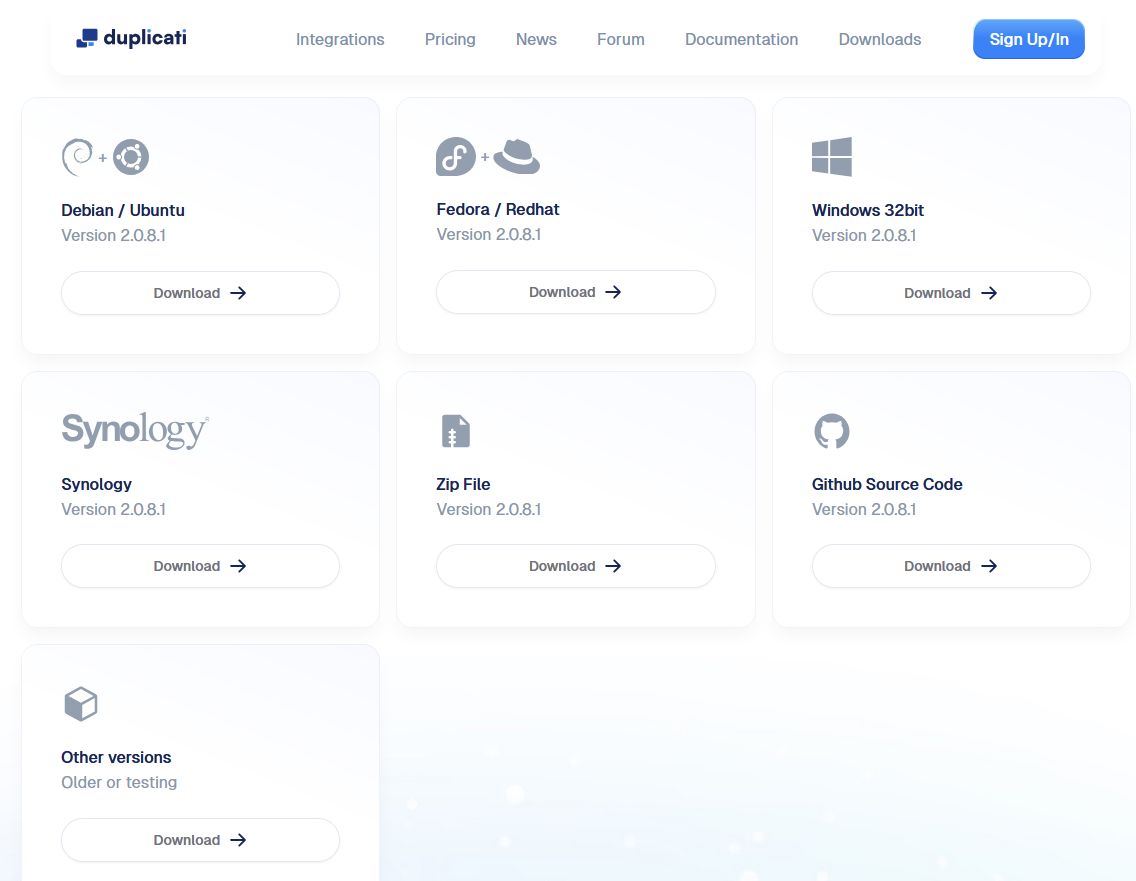 duplicati
Integrations
Pricing
News
Forum
Documentation
Downloads
Sign Up/In
Debian / Ubuntu
Version 2.0.8.1
Download
Fedora / Redhat
Version 2.0.8.1
Download
Windows 32bit
Version 2.0.8.1
Download
Synology
Synology
Version 2.0.8.1
Download
Zip File
Version 2.0.8.1
Download
Github Source Code
Version 2.0.8.1
Download
Other versions
Older or testing
Download